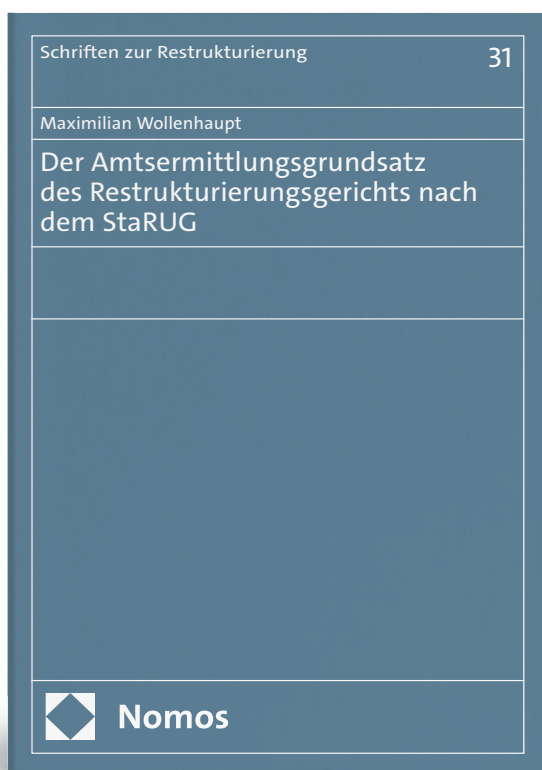 Schriften zur Restrukturierung
31
Maximilian Wollenhaupt
Der Amtsermittlungsgrundsatz
des Restrukturierungsgerichts nach
dem StaRUG
Nomos